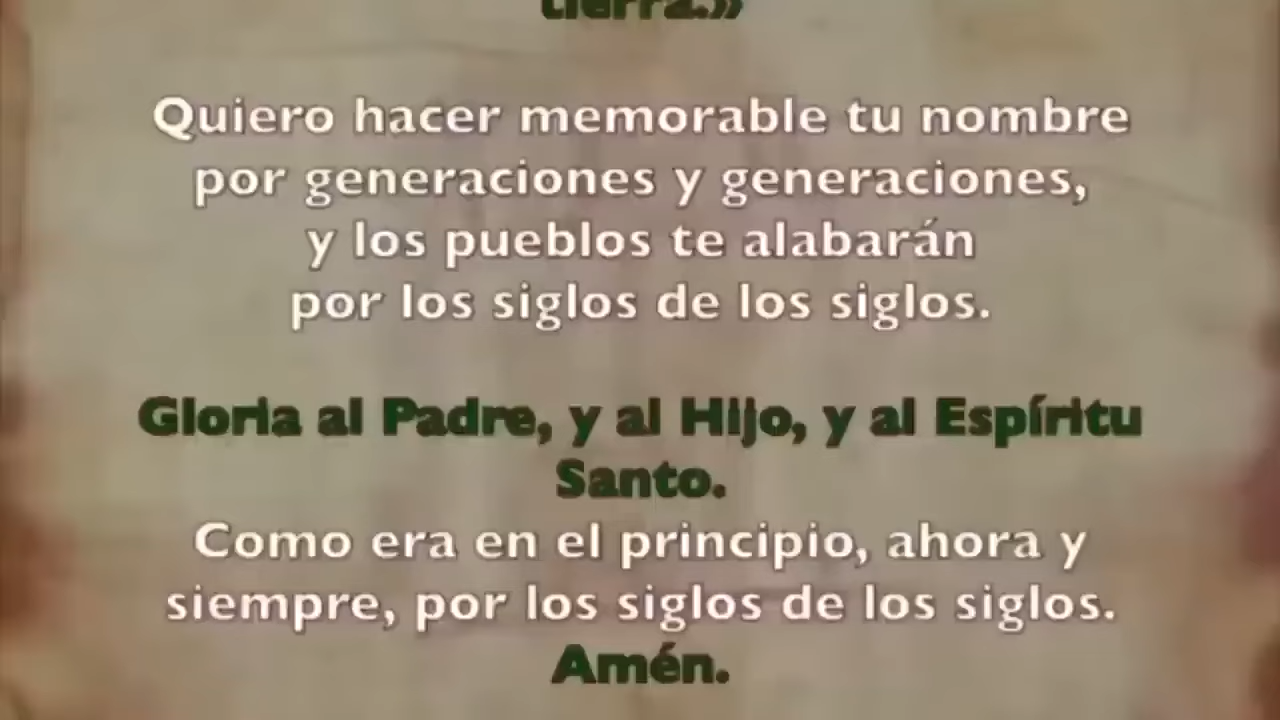 tierra.»
Quiero hacer memorable tu nombre
por generaciones y generaciones,
y los pueblos te alabarán
por los siglos de los siglos.
Gloria al Padre, y al Hijo, y al Espíritu
Santo.
Como era en el principio, ahora y
siempre, por los siglos de los siglos.
Amén.